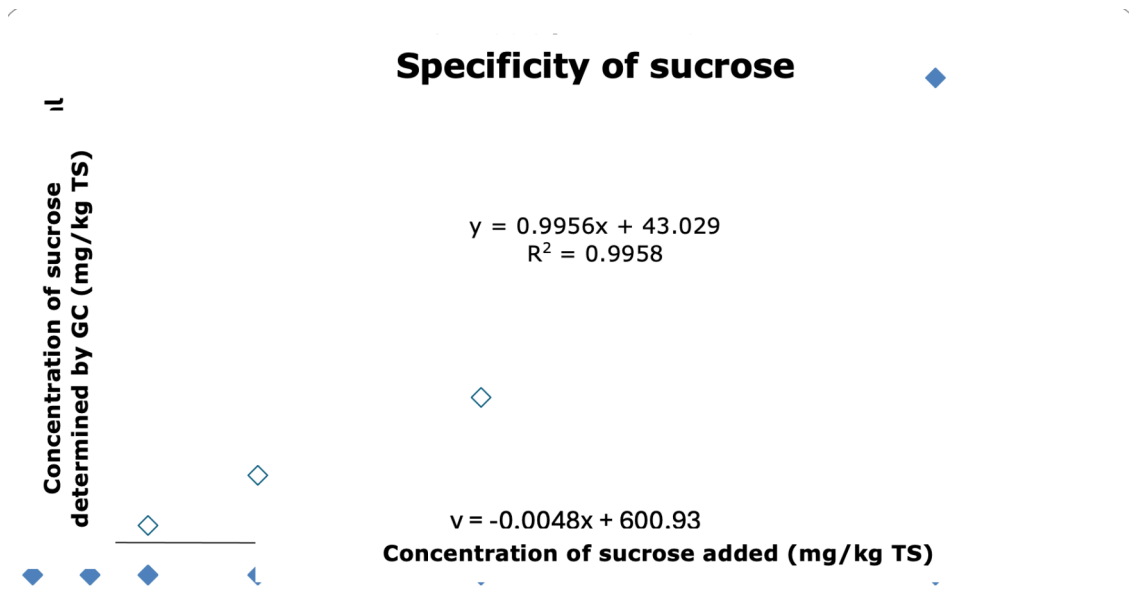 Specificity of sucrose
Concentration of sucrose
determined by GC (mg/kg TS)
y = 0.9956x + 43.029
R² = 0.9958
v = -0.0048x + 600.93
Concentration of sucrose added (mg/kg TS)